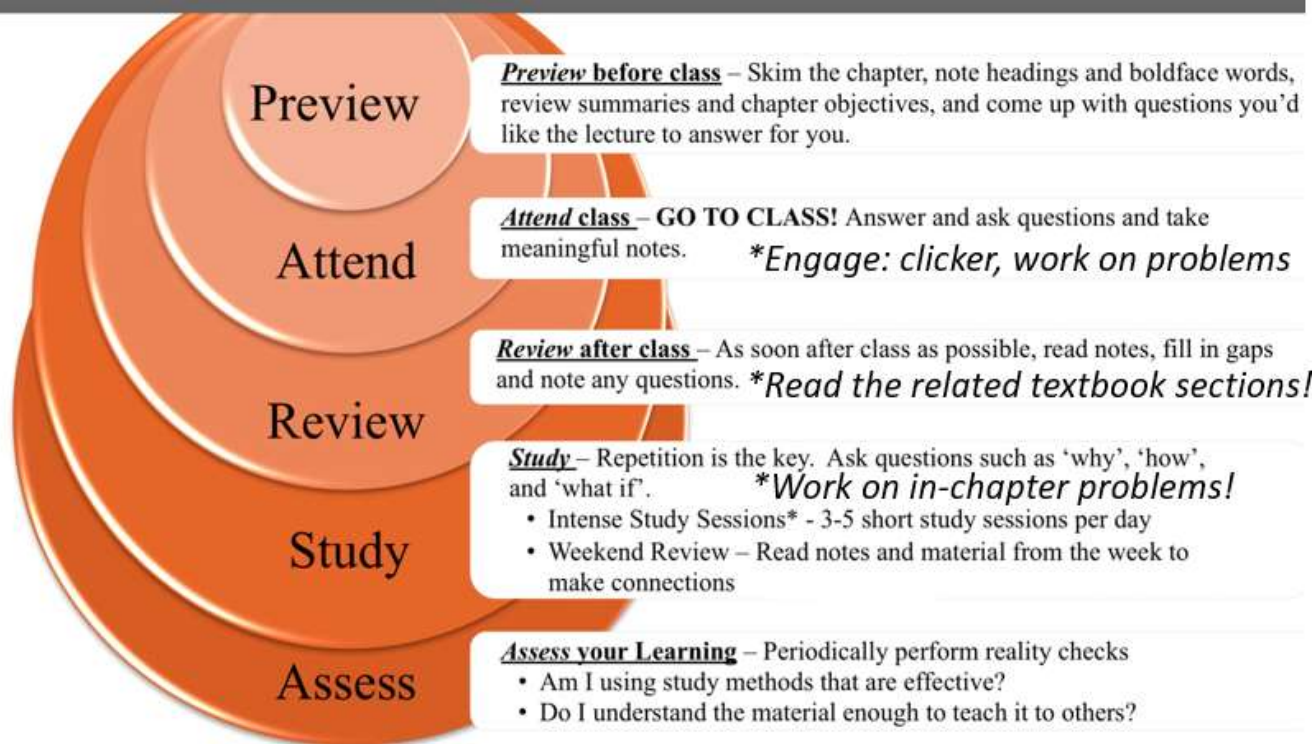 Preview
Preview before class – Skim the chapter, note headings and boldface words,
review summaries and chapter objectives, and come up with questions you’d
like the lecture to answer for you.
Attend
Attend class – GO TO CLASS! Answer and ask questions and take
meaningful notes. *Engage: clicker, work on problems
Review
Review after class – As soon after class as possible, read notes, fill in gaps
and note any questions. *Read the related textbook sections!
Study
Study – Repetition is the key. Ask questions such as ‘why’, ‘how’,
and ‘what if’. *Work on in-chapter problems!
• Intense Study Sessions* - 3-5 short study sessions per day
• Weekend Review – Read notes and material from the week to
make connections
Assess
Assess your Learning – Periodically perform reality checks
• Am I using study methods that are effective?
• Do I understand the material enough to teach it to others?